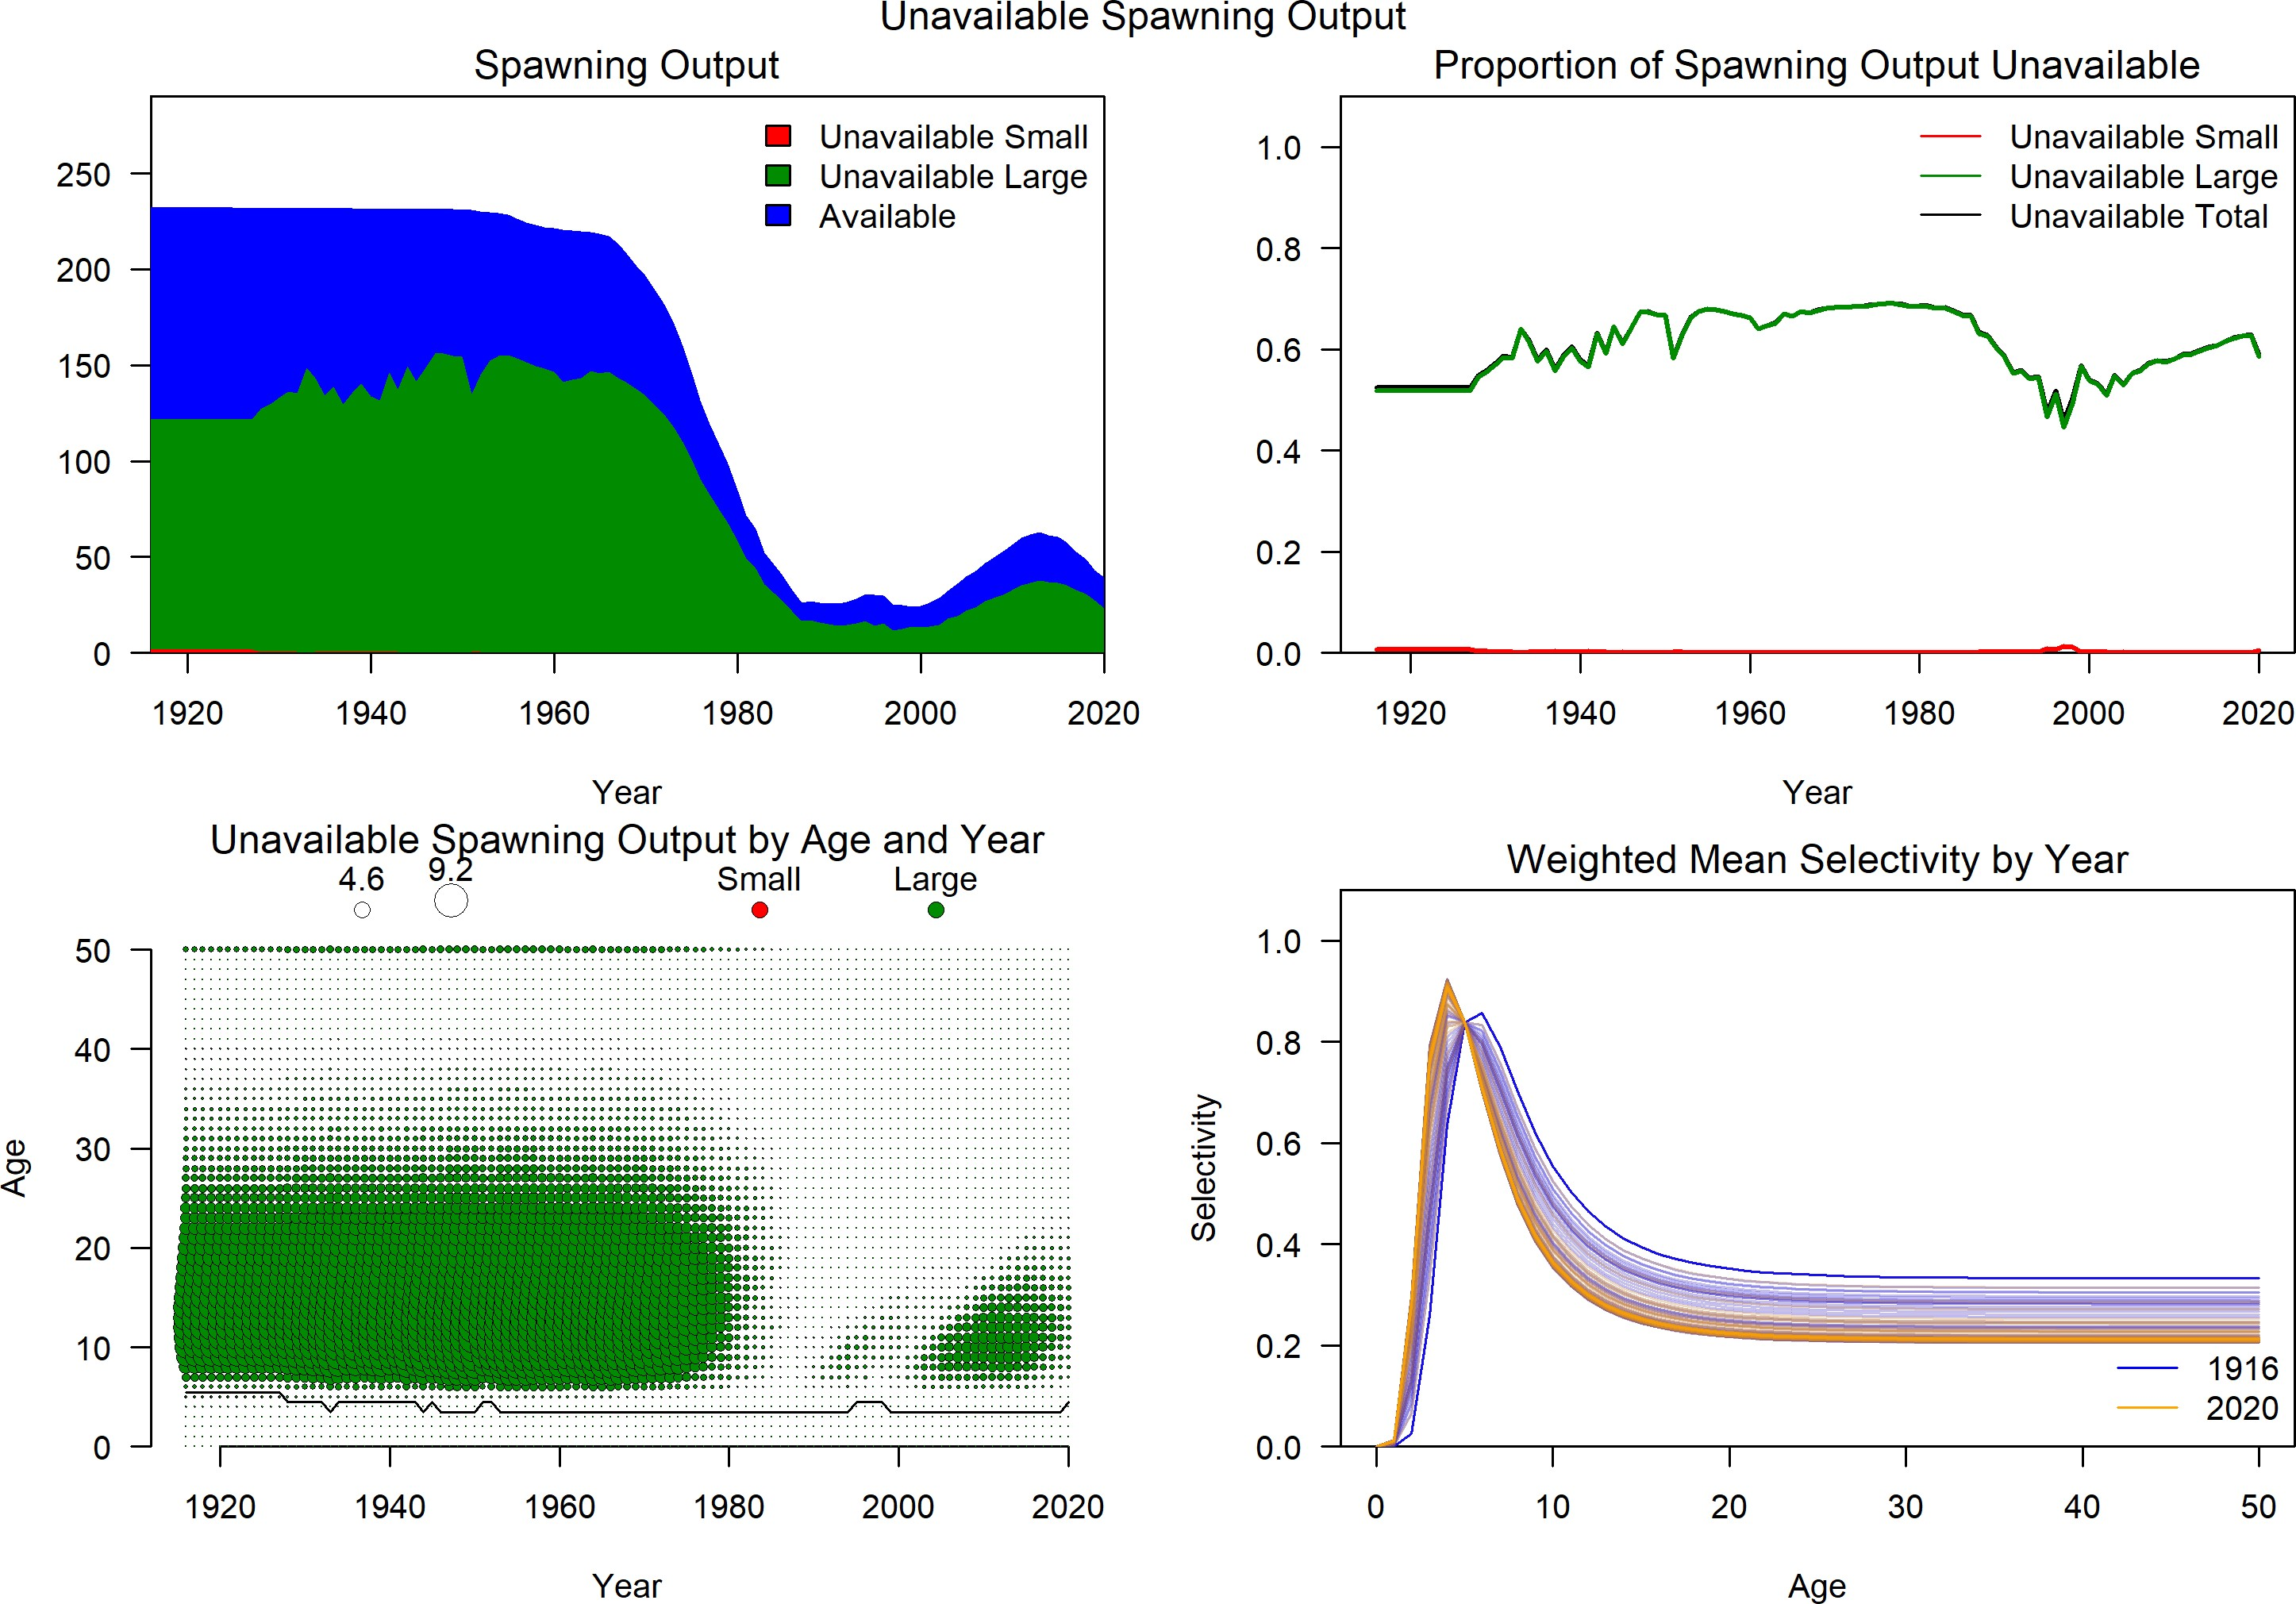 Unavailable Spawning Output
Spawning Output
Unavailable Small
Unavailable Large
Available
250
200
150
100
50
0
1920 1940 1960 1980 2000 2020
Year
Proportion of Spawning Output Unavailable
Unavailable Small
Unavailable Large
Unavailable Total
1.0
0.8
0.6
0.4
0.2
0.0
1920 1940 1960 1980 2000 2020
Year
Unavailable Spawning Output by Age and Year
4.6 9.2 Small Large
50
40
30
20
10
0
Age
1920 1940 1960 1980 2000 2020
Year
Weighted Mean Selectivity by Year
1.0
0.8
0.6
0.4
0.2
0.0
Selectivity
1916
2020
0 10 20 30 40 50
Age